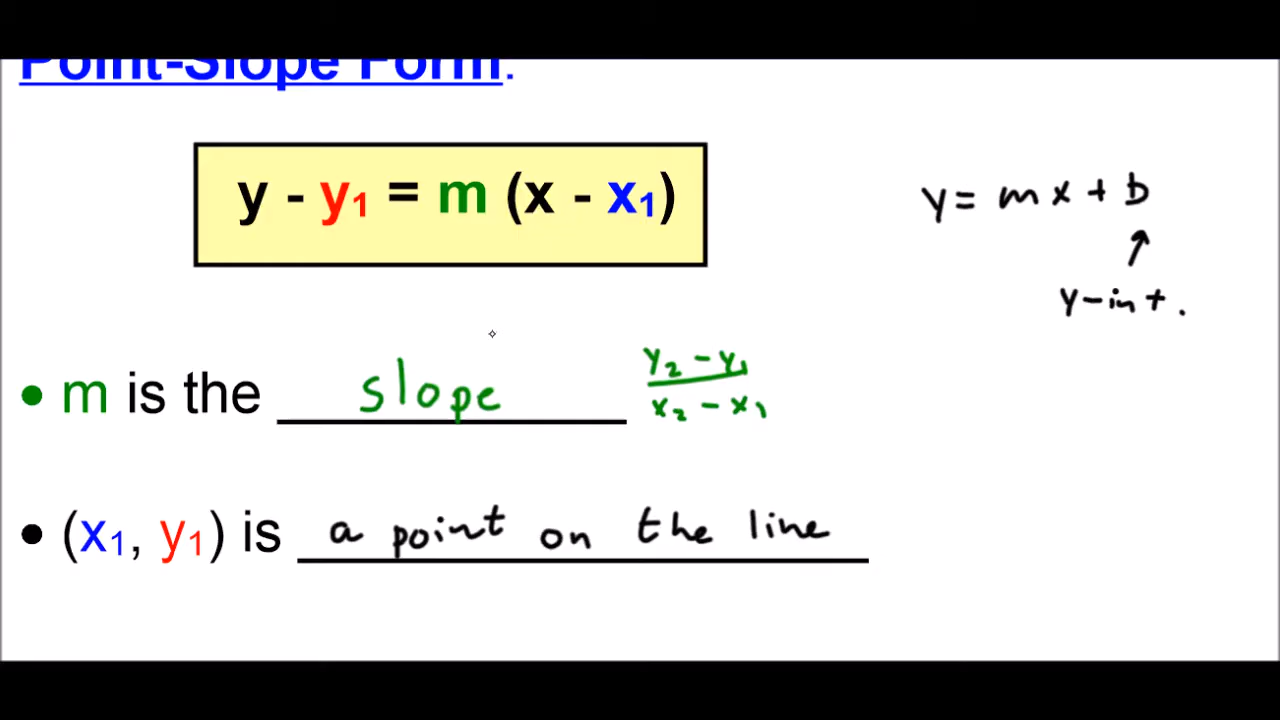 Point-Slope Form:
y - y₁ = m (x - x₁)
y = mx + b
y-int.
• m is the slope y₂ - y₁ / x₂ - x₁
• (x₁, y₁) is a point on the line